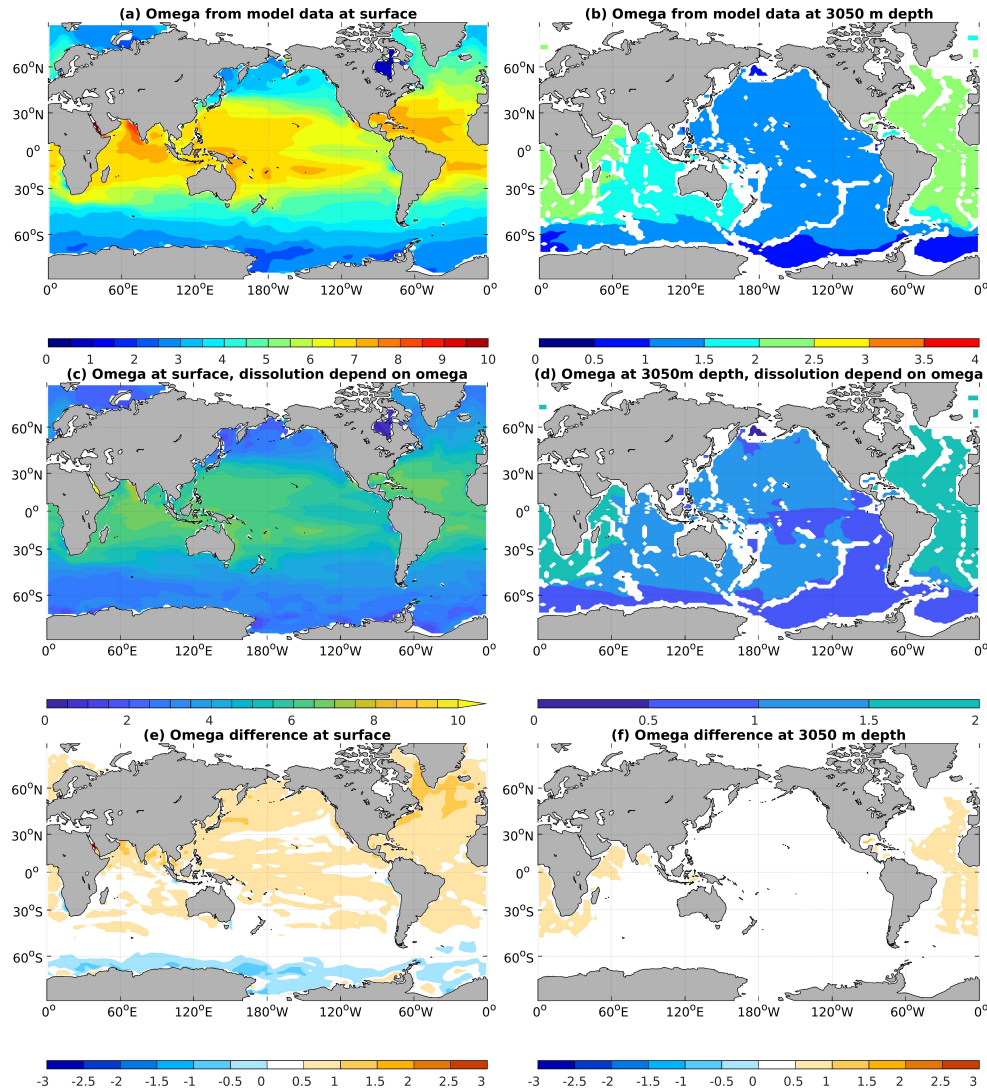 (a) Omega from model data at surface
60°N
30°N
0°
30°S
60°S
0° 60°E 120°E 180°W 120°W 60°W 0°
0 1 2 3 4 5 6 7 8 9 10
(b) Omega from model data at 3050 m depth
60°N
30°N
0°
30°S
60°S
0° 60°E 120°E 180°W 120°W 60°W 0°
0 0.5 1 1.5 2 2.5 3 3.5 4
(c) Omega at surface, dissolution depend on omega
60°N
30°N
0°
30°S
60°S
0° 60°E 120°E 180°W 120°W 60°W 0°
0 2 4 6 8 10
(d) Omega at 3050m depth, dissolution depend on omega
60°N
30°N
0°
30°S
60°S
0° 60°E 120°E 180°W 120°W 60°W 0°
0 0.5 1 1.5 2
(e) Omega difference at surface
60°N
30°N
0°
30°S
60°S
0° 60°E 120°E 180°W 120°W 60°W 0°
-3 -2.5 -2 -1.5 -1 -0.5 0 0.5 1 1.5 2 2.5 3
(f) Omega difference at 3050 m depth
60°N
30°N
0°
30°S
60°S
0° 60°E 120°E 180°W 120°W 60°W 0°
-3 -2.5 -2 -1.5 -1 -0.5 0 0.5 1 1.5 2 2.5 3